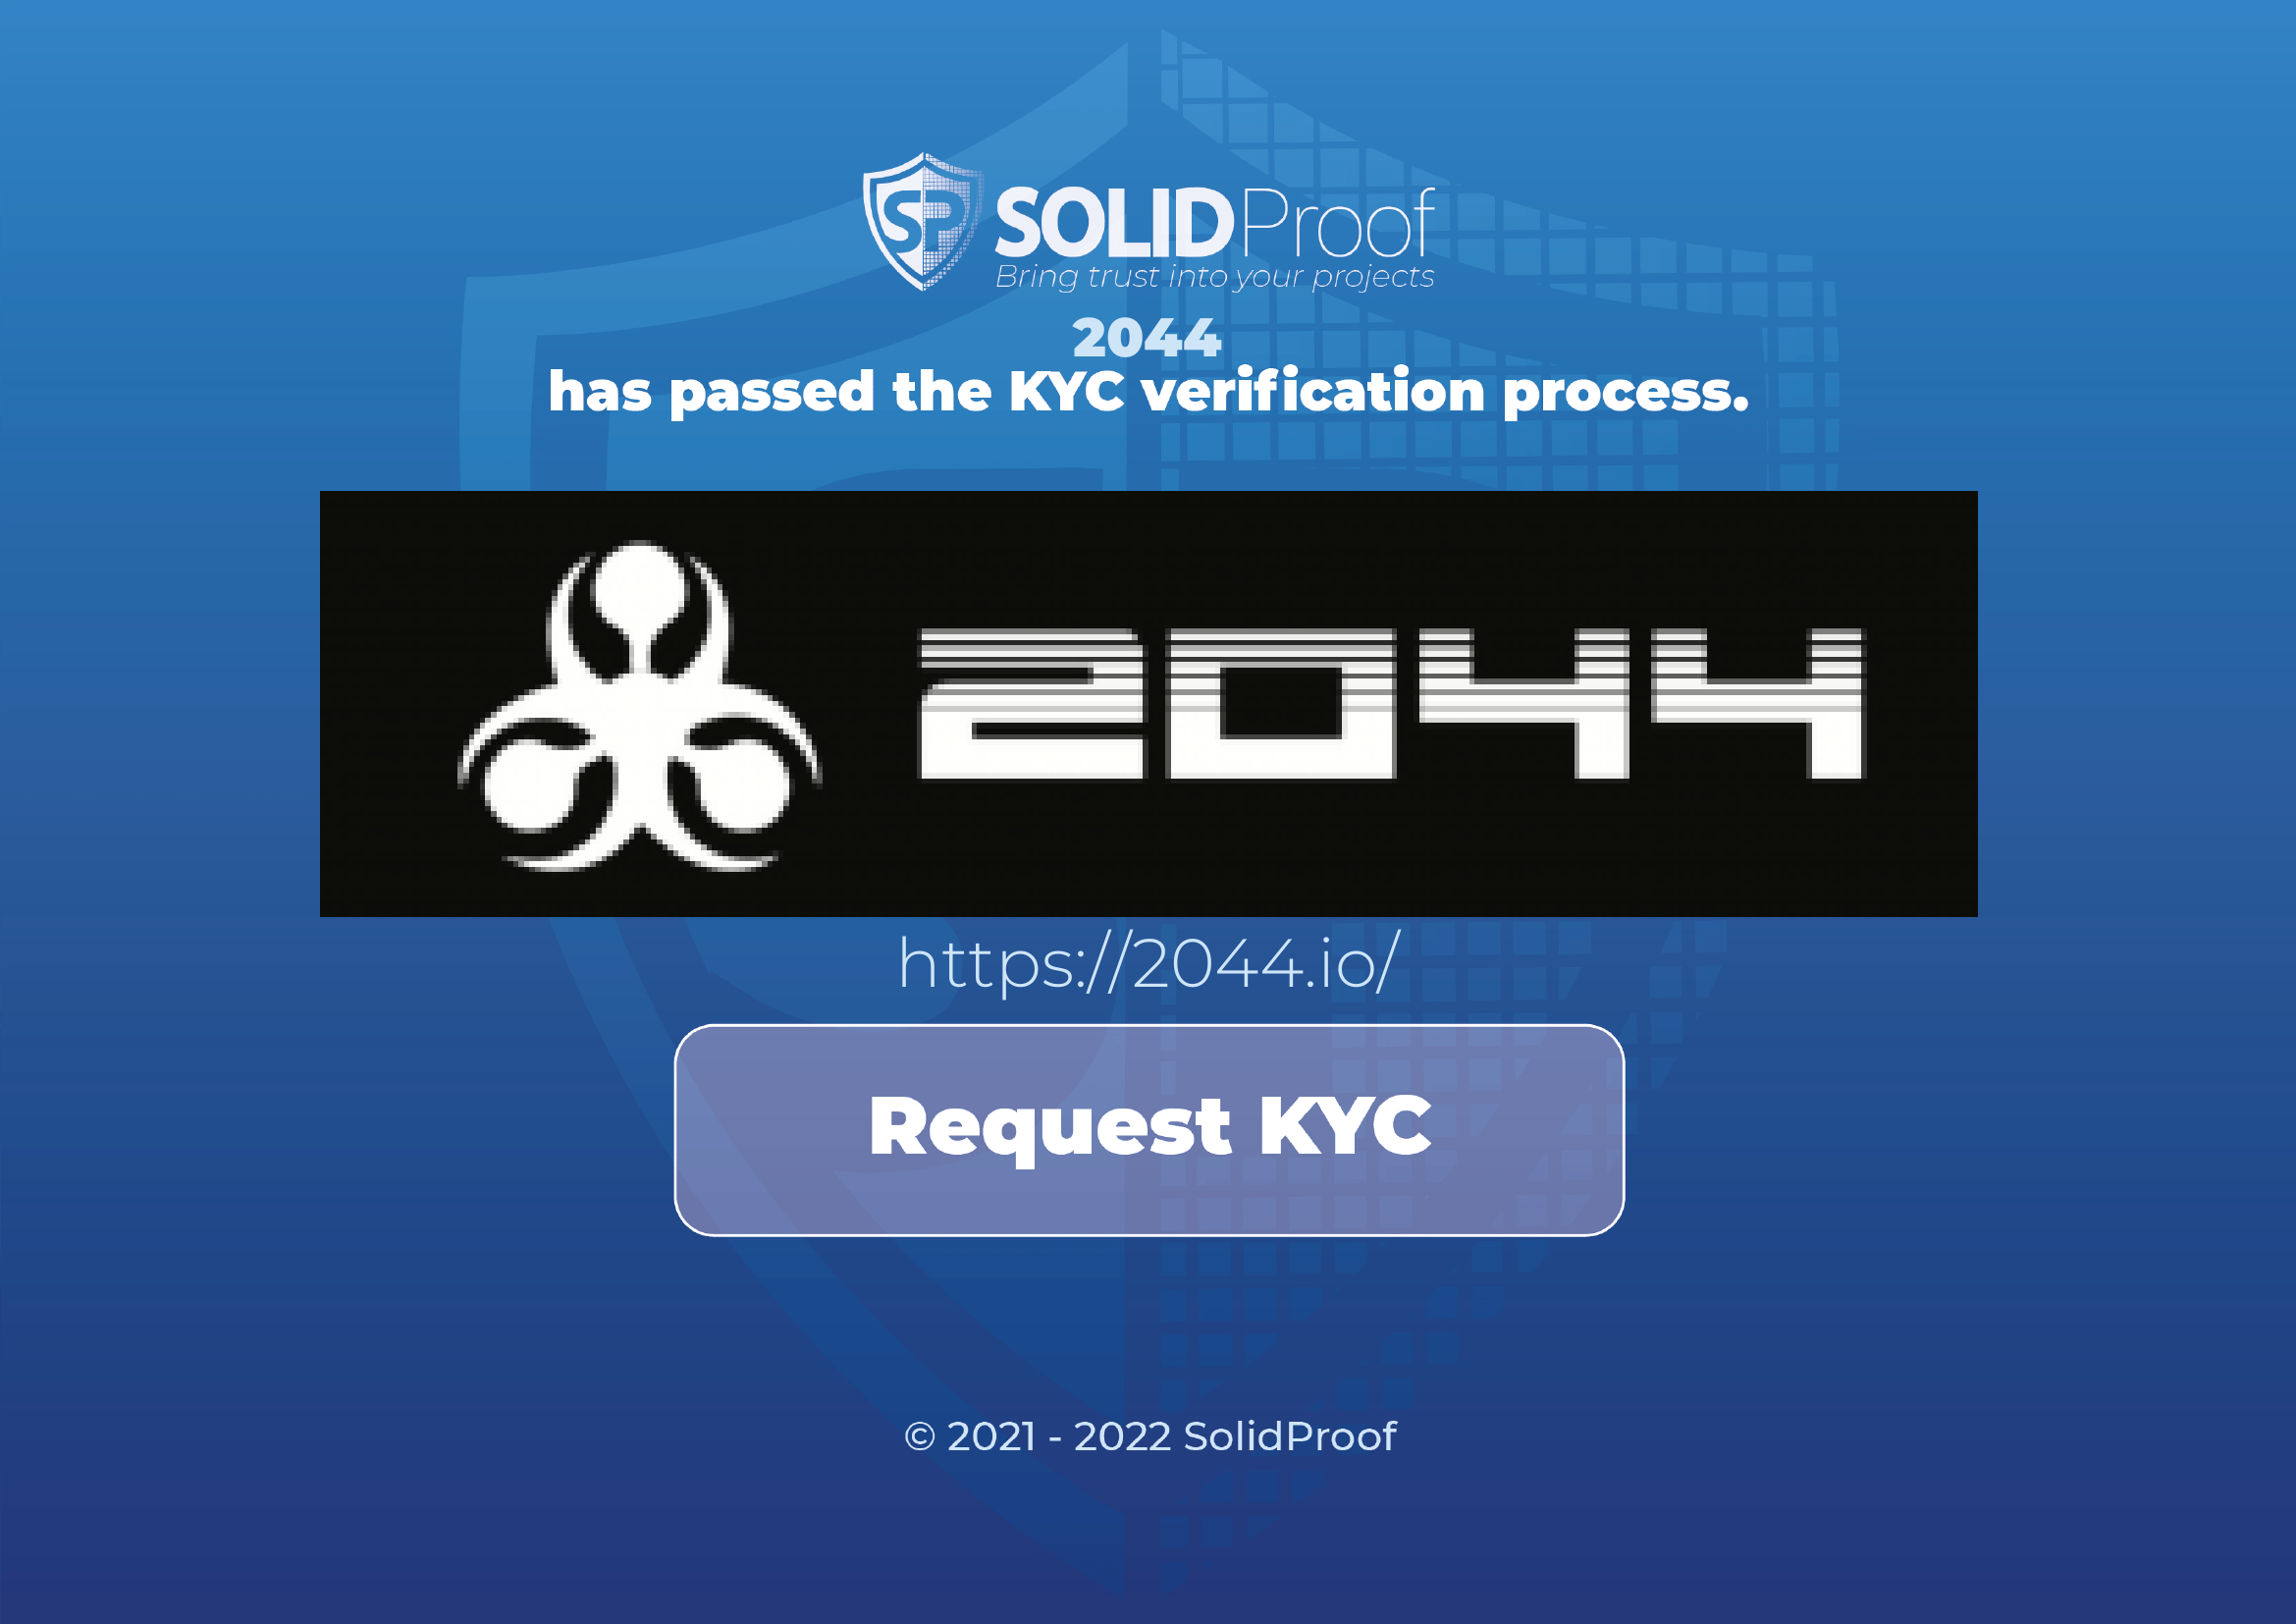 SP SOLIDProof
Bring trust into your projects
2044
has passed the KYC verification process.
2044
https://2044.io/
Request KYC
© 2021 - 2022 SolidProof